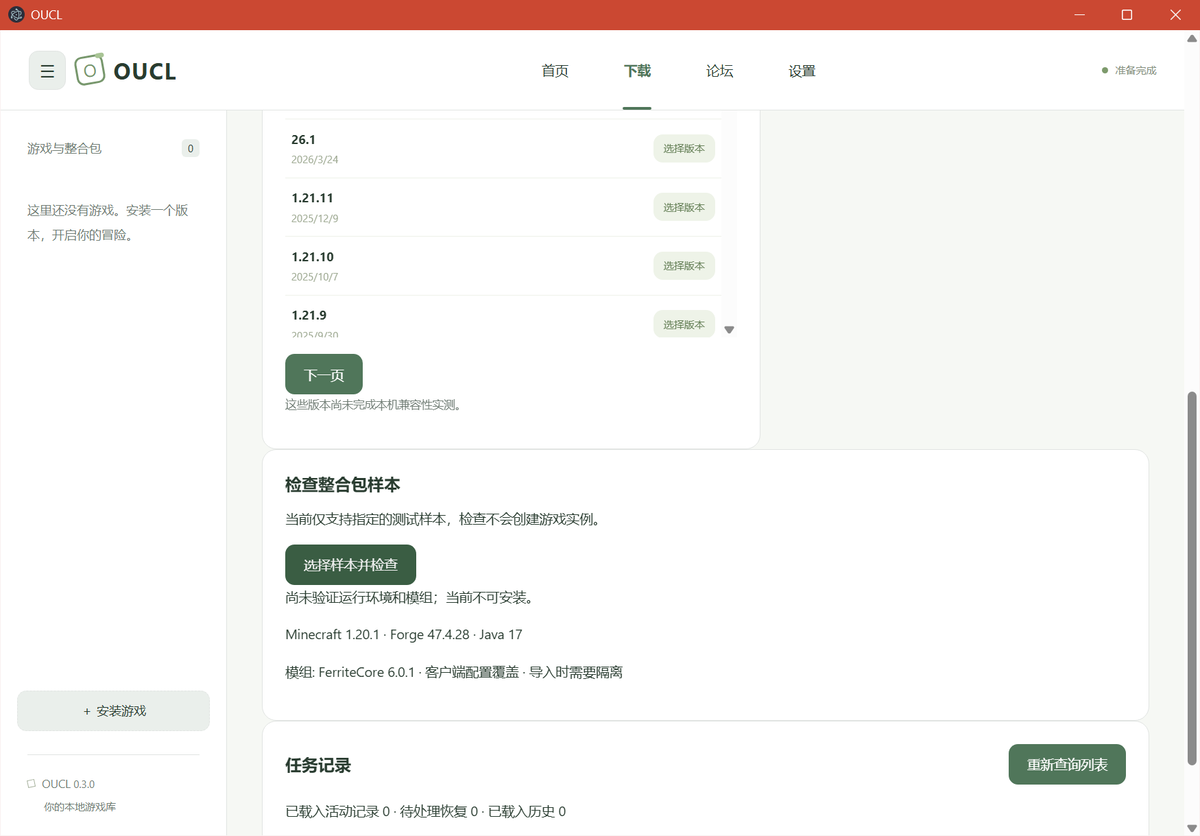 OUCL
OUCL
首页
下载
论坛
设置
准备完成
游戏与整合包
0
这里还没有游戏。安装一个版
本，开启你的冒险。
+ 安装游戏
OUCL 0.3.0
你的本地游戏库
26.1
2026/3/24
选择版本
1.21.11
2025/12/9
选择版本
1.21.10
2025/10/7
选择版本
1.21.9
2025/9/30
选择版本
下一页
这些版本尚未完成本机兼容性实测。
检查整合包样本
当前仅支持指定的测试样本，检查不会创建游戏实例。
选择样本并检查
尚未验证运行环境和模组；当前不可安装。
Minecraft 1.20.1 · Forge 47.4.28 · Java 17
模组: FerriteCore 6.0.1 · 客户端配置覆盖 · 导入时需要隔离
任务记录
重新查询列表
已载入活动记录 0 · 待处理恢复 0 · 已载入历史 0